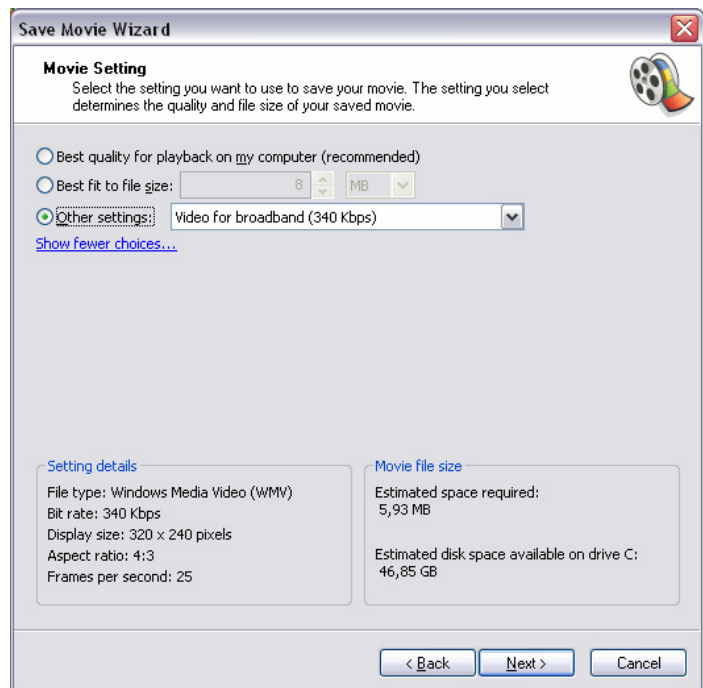 Save Movie Wizard
Movie Setting
Select the setting you want to use to save your movie. The setting you select
determines the quality and file size of your saved movie.
Best quality for playback on my computer (recommended)
Best fit to file size: 8 MB
Other settings: Video for broadband (340 Kbps)
Show fewer choices...
Setting details
File type: Windows Media Video (WMV)
Bit rate: 340 Kbps
Display size: 320 x 240 pixels
Aspect ratio: 4:3
Frames per second: 25
Movie file size
Estimated space required:
5,93 MB
Estimated disk space available on drive C:
46,85 GB
< Back Next > Cancel